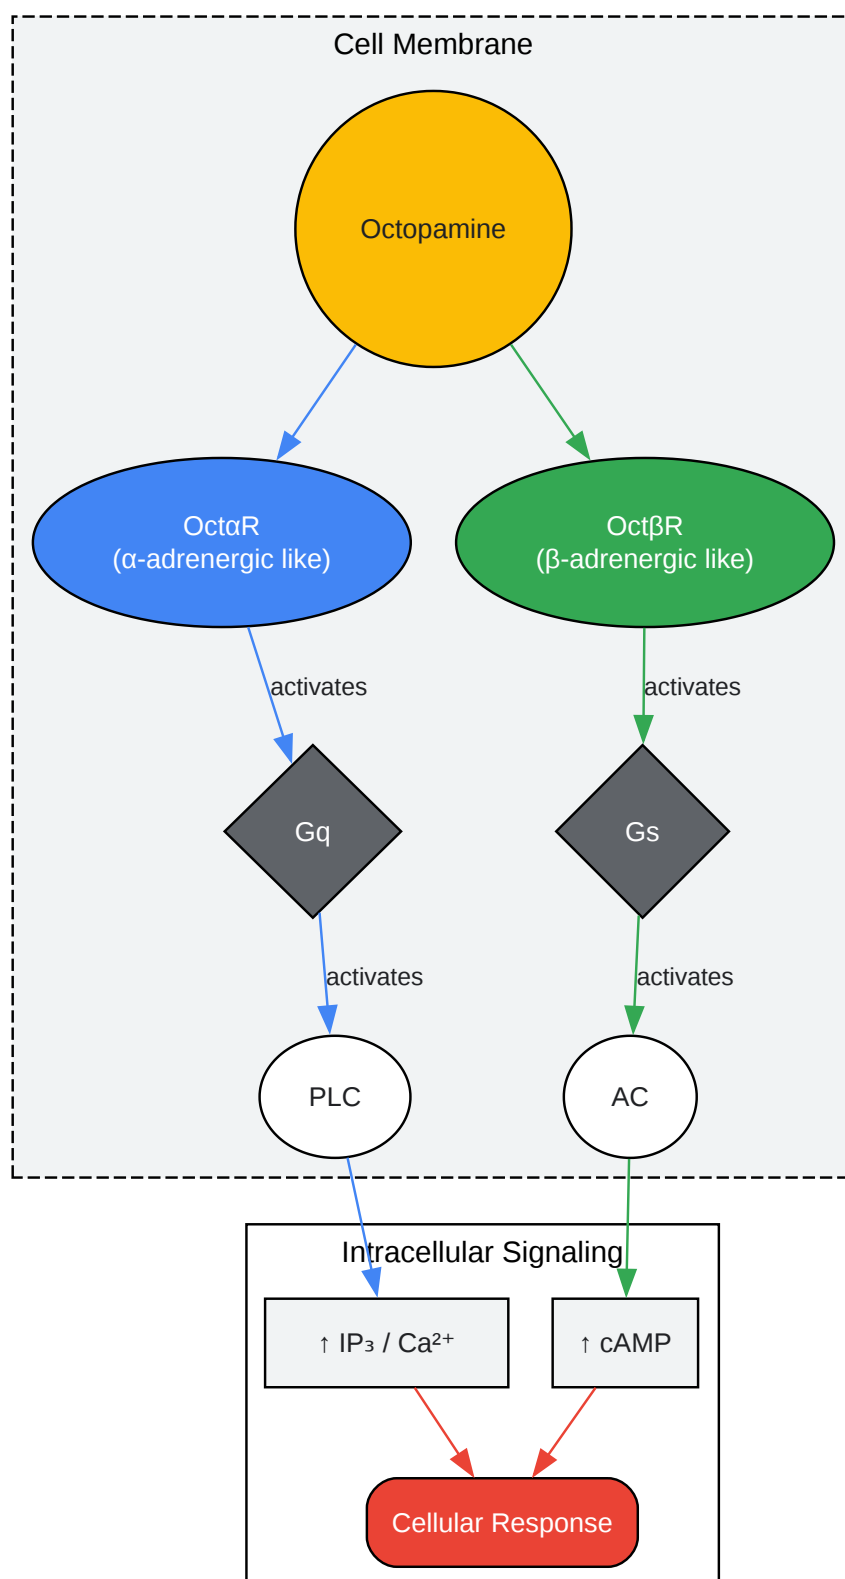 Cell Membrane
Octopamine
OctαR
(α-adrenergic like)
OctβR
(β-adrenergic like)
activates
activates
Gq
Gs
activates
activates
PLC
AC
Intracellular Signaling
↑ IP₃ / Ca²⁺
↑ cAMP
Cellular Response